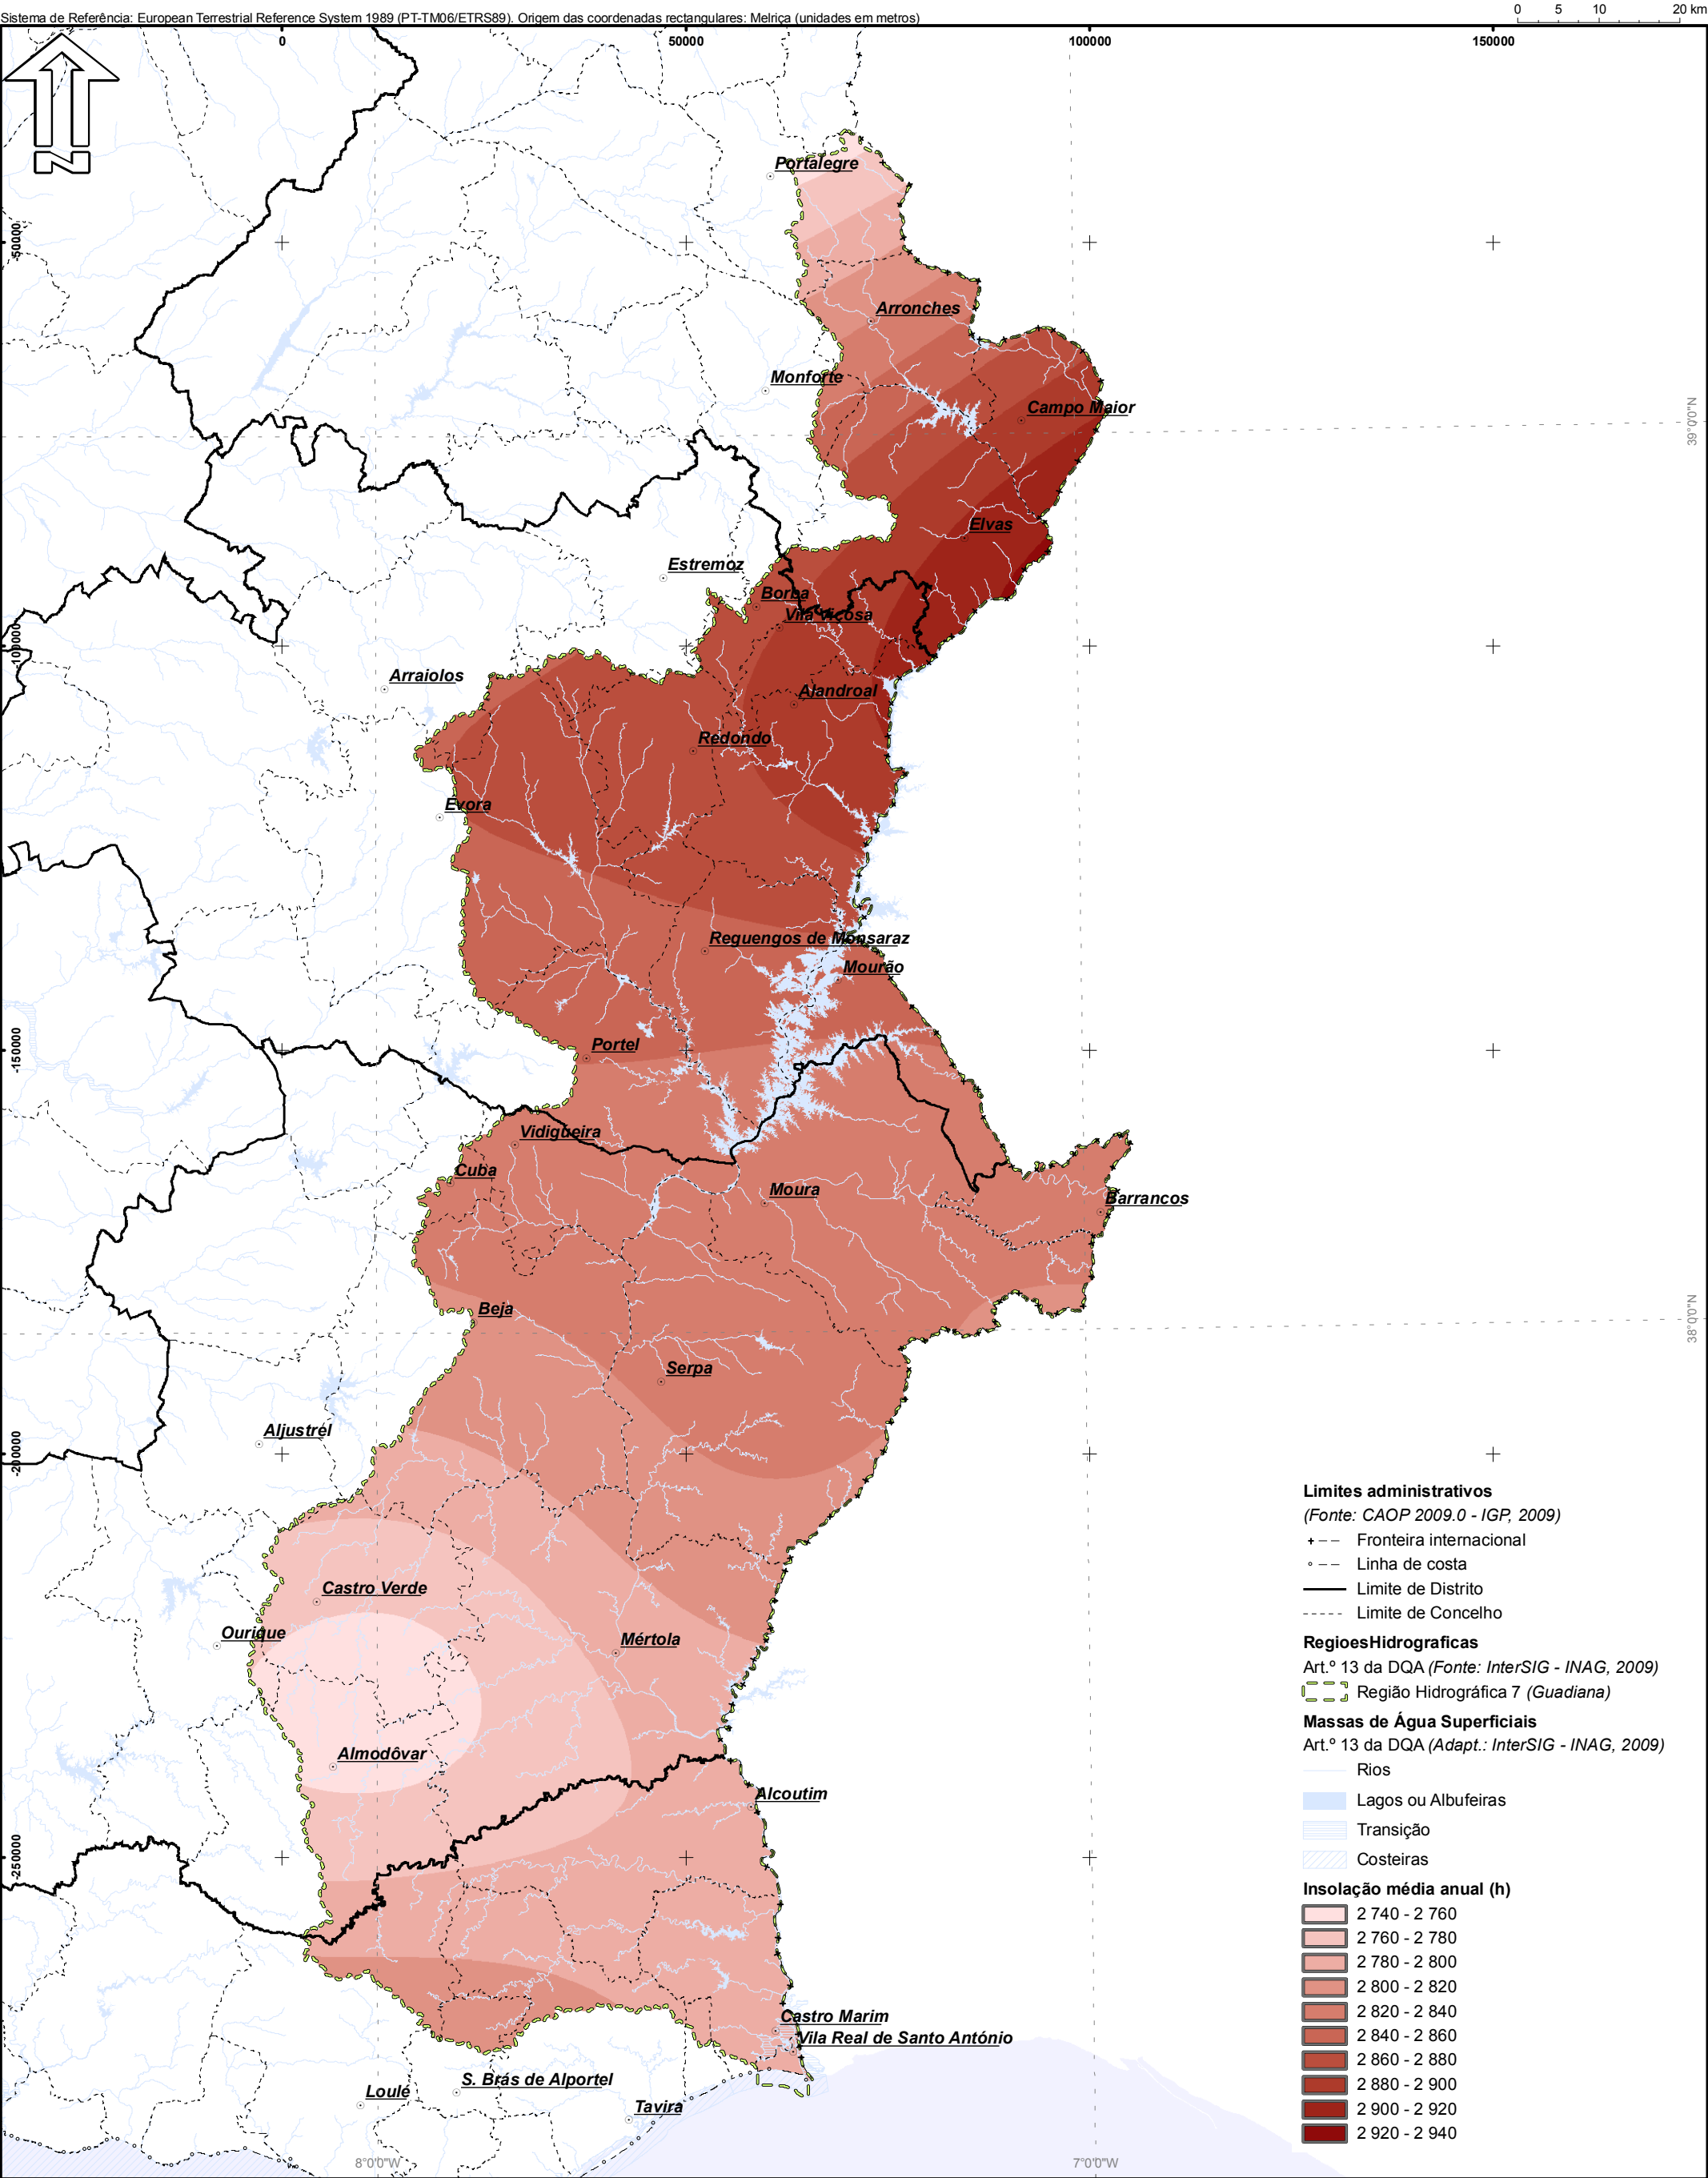 Sistema de Referência: European Terrestrial Reference System 1989 (PT-TM06/ETRS89). Origem das coordenadas rectangulares: Melriça (unidades em metros)
0 5 10 20 km
0 50000 100000 150000
N
-50000
-100000
-150000
-200000
-250000
39°0'0"N
38°0'0"N
8°0'0"W
7°0'0"W
Portalegre
Arronches
Monforte
Campo Maior
Elvas
Estremoz
Borba
Vila Viçosa
Arraiolos
Alandroal
Redondo
Évora
Reguengos de Monsaraz
Mourão
Portel
Vidigueira
Cuba
Moura
Barrancos
Beja
Serpa
Aljustrel
Castro Verde
Ourique
Mértola
Almodôvar
Alcoutim
Castro Marim
Vila Real de Santo António
S. Brás de Alportel
Loulé
Tavira
Limites administrativos
(Fonte: CAOP 2009.0 - IGP, 2009)
Fronteira internacional
Linha de costa
Limite de Distrito
Limite de Concelho
RegioesHidrograficas
Art.º 13 da DQA (Fonte: InterSIG - INAG, 2009)
Região Hidrográfica 7 (Guadiana)
Massas de Água Superficiais
Art.º 13 da DQA (Adapt.: InterSIG - INAG, 2009)
Rios
Lagos ou Albufeiras
Transição
Costeiras
Insolação média anual (h)
2 740 - 2 760
2 760 - 2 780
2 780 - 2 800
2 800 - 2 820
2 820 - 2 840
2 840 - 2 860
2 860 - 2 880
2 880 - 2 900
2 900 - 2 920
2 920 - 2 940